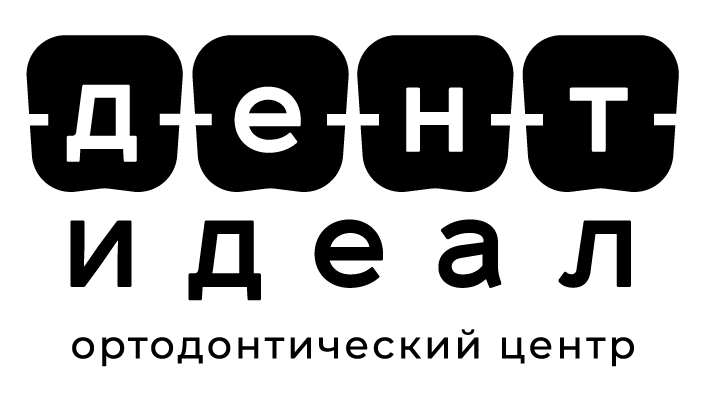 дент
идеал
ортодонтический центр